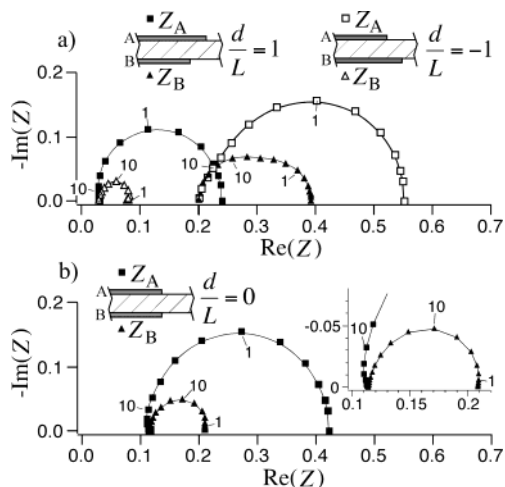 a)
A
B
Z_A
Z_B
d/L = 1
A
B
Z_A
Z_B
d/L = -1
-Im(Z)
0.2
0.1
0.0
1
10
10
1
10
10
1
1
0.0 0.1 0.2 0.3 0.4 0.5 0.6 0.7
Re(Z)
b)
A
B
Z_A
Z_B
d/L = 0
-Im(Z)
0.2
0.1
0.0
10
10
1
1
-0.05
0
10
10
1
0.1 0.15 0.2
0.0 0.1 0.2 0.3 0.4 0.5 0.6 0.7
Re(Z)